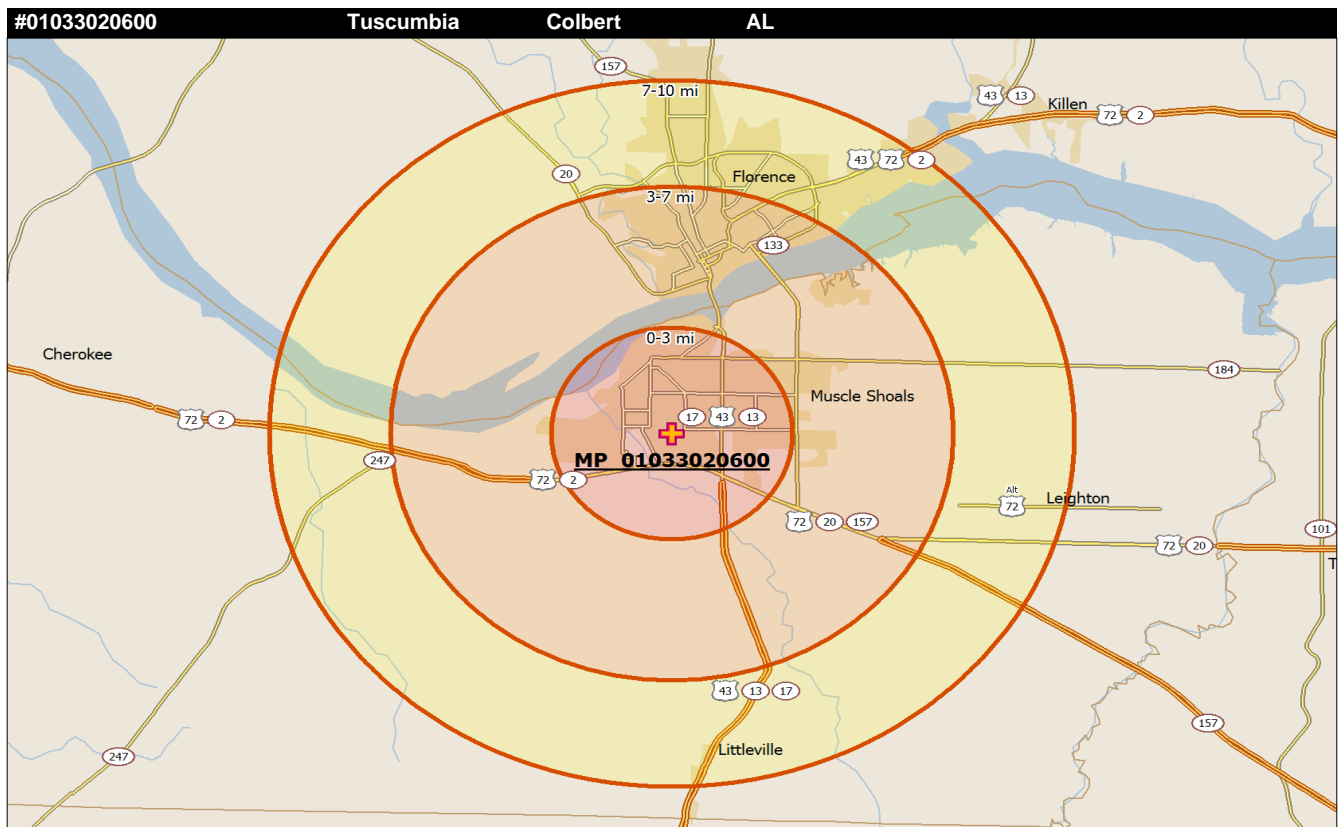 #01033020600 Tuscumbia Colbert AL
157
7-10 mi
43 13
Killen
72 2
43 72 2
20
Florence
3-7 mi
133
0-3 mi
Cherokee
184
72 2
Muscle Shoals
17 43 13
MP 01033020600
247
72 2
Alt
72
Leighton
72 20 157
101
72 20
T
43 13 17
157
Littleville
247